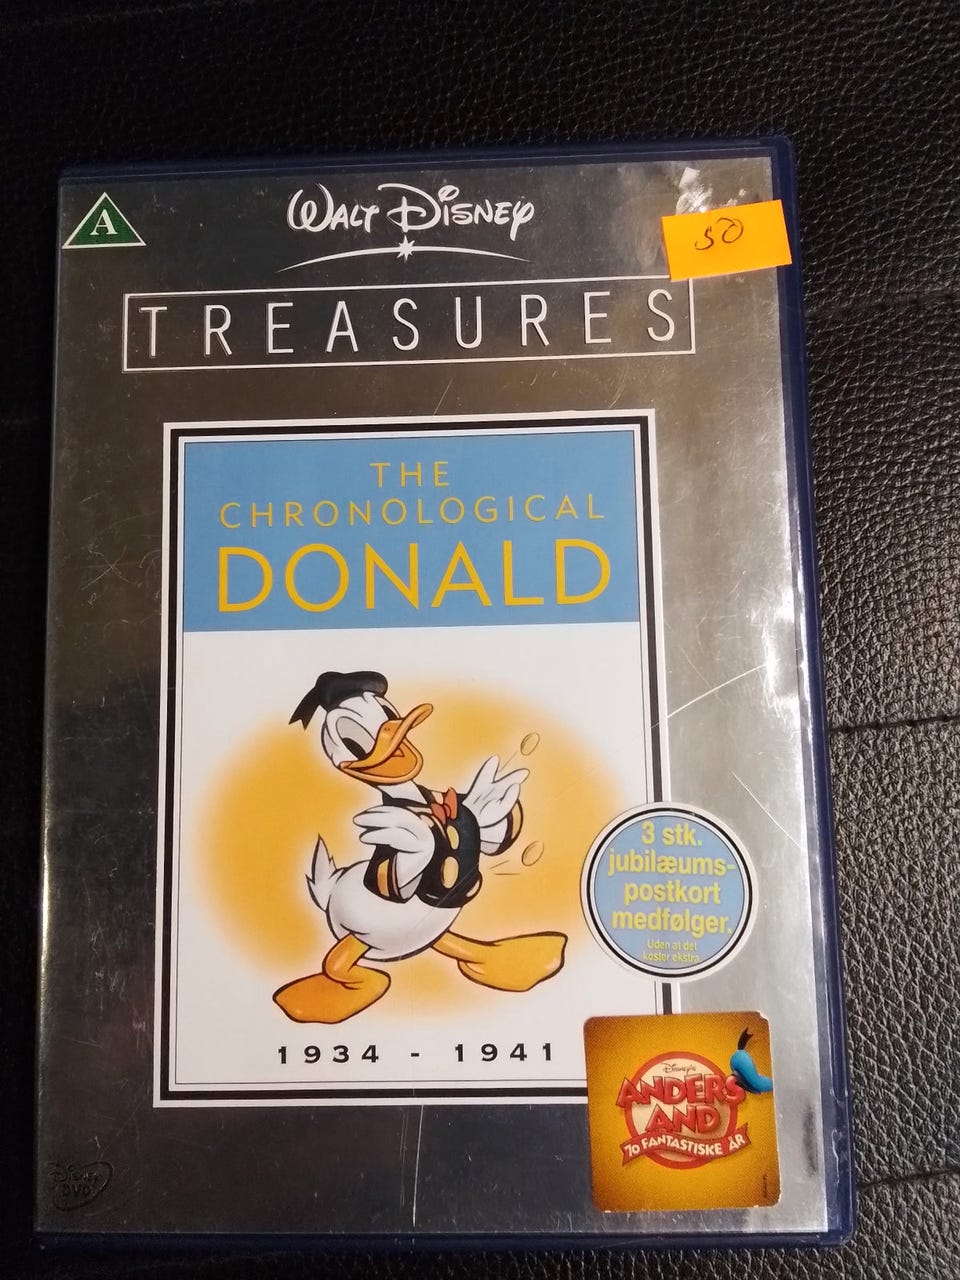 A
WALT DISNEY
50
TREASURES
THE
CHRONOLOGICAL
DONALD
3 stk.
jubilæums-
postkort
medfølger.
Uden at det
koster ekstra.
1934 - 1941
DISNEY'S
ANDERS
AND
70 FANTASTISKE ÅR
DISNEY
DVD